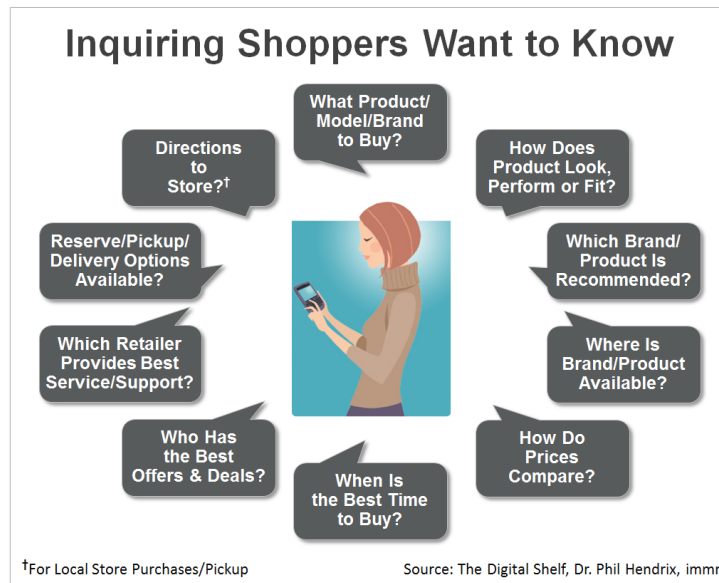 Inquiring Shoppers Want to Know
What Product/
Model/Brand
to Buy?
How Does
Product Look,
Perform or Fit?
Which Brand/
Product Is
Recommended?
Where Is
Brand/Product
Available?
How Do
Prices
Compare?
When Is
the Best Time
to Buy?
Who Has
the Best
Offers & Deals?
Which Retailer
Provides Best
Service/Support?
Reserve/Pickup/
Delivery Options
Available?
Directions
to
Store?†
†For Local Store Purchases/Pickup
Source: The Digital Shelf, Dr. Phil Hendrix, immr